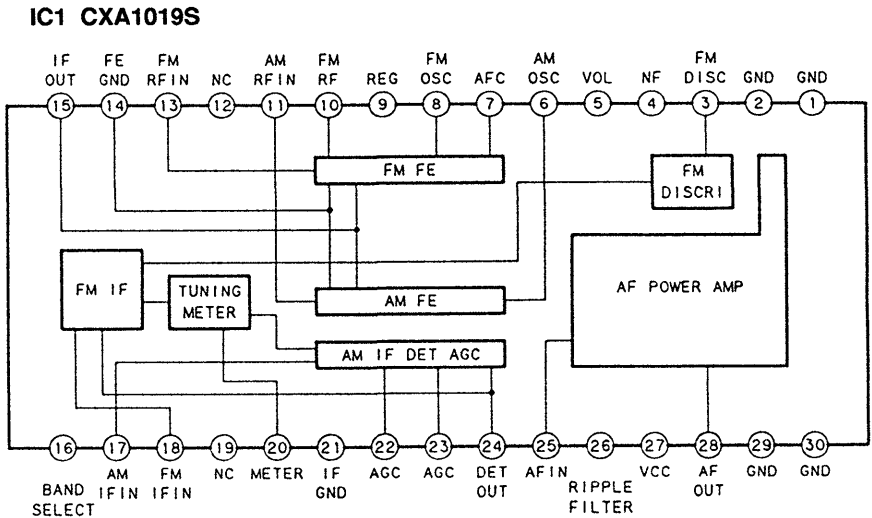 IC1 CXA1019S
IF FE FM AM FM FM AM FM
OUT GND RFIN NC RFIN RF REG OSC AFC OSC VOL NF DISC GND GND
15 14 13 12 11 10 9 8 7 6 5 4 3 2 1
FM FE
FM
DISCRI
FM IF
TUNING
METER
AM FE
AF POWER AMP
AM IF DET AGC
16 17 18 19 20 21 22 23 24 25 26 27 28 29 30
AM FM NC METER IF AGC AGC DET AFIN VCC AF GND GND
BAND IFIN IFIN GND OUT RIPPLE OUT
SELECT FILTER